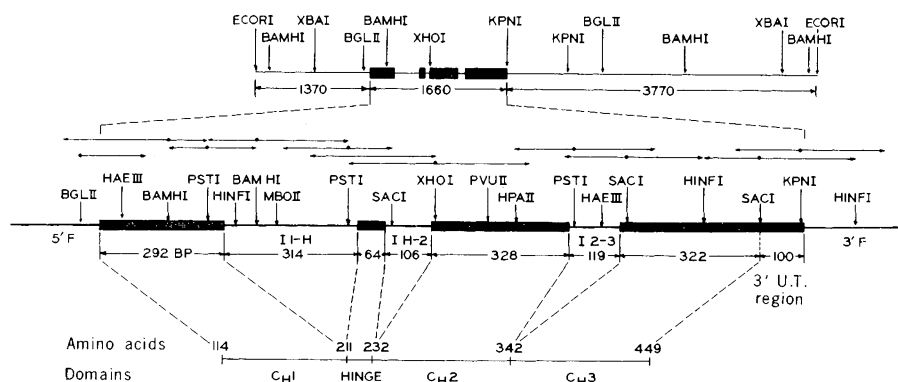 ECORI XBAI BAMHI KPNI BGL II XBAI ECORI
BAMHI BGL II XHOI KPNI BAMHI BAMHI
1370 1660 3770
HAE III PSTI BAM HI PSTI XHOI PVU II PSTI SACI HINFI KPNI
BGL II BAMHI HINFI MBO II SACI HPA II HAE III SACI HINFI
5' F I I-H I H-2 I 2-3 3' F
292 BP 314 64 106 328 119 322 100
3' U.T.
region
Amino acids 114 211 232 342 449
Domains CH1 HINGE CH2 CH3